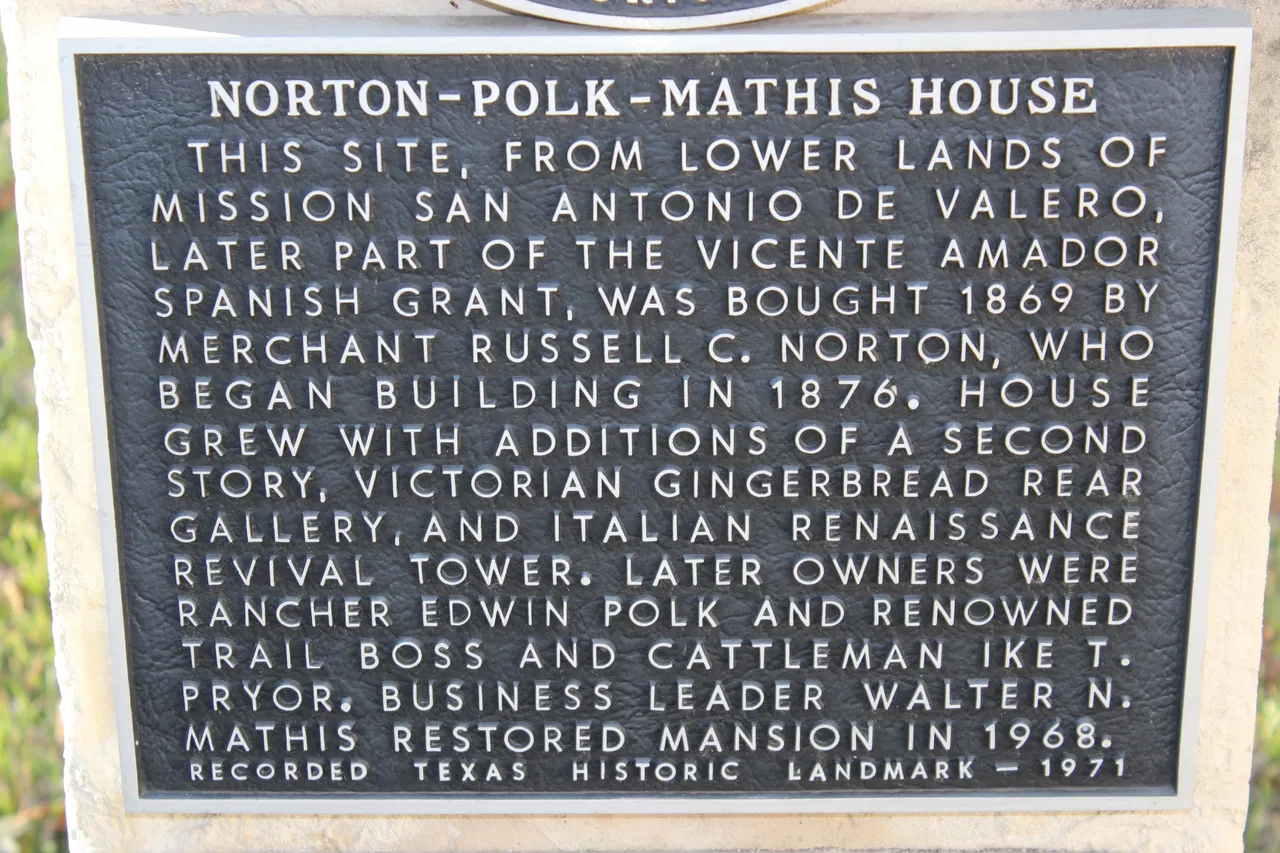 NORTON-POLK-MATHIS HOUSE
THIS SITE, FROM LOWER LANDS OF
MISSION SAN ANTONIO DE VALERO,
LATER PART OF THE VICENTE AMADOR
SPANISH GRANT, WAS BOUGHT 1869 BY
MERCHANT RUSSELL C. NORTON, WHO
BEGAN BUILDING IN 1876. HOUSE
GREW WITH ADDITIONS OF A SECOND
STORY, VICTORIAN GINGERBREAD REAR
GALLERY, AND ITALIAN RENAISSANCE
REVIVAL TOWER. LATER OWNERS WERE
RANCHER EDWIN POLK AND RENOWNED
TRAIL BOSS AND CATTLEMAN IKE T.
PRYOR. BUSINESS LEADER WALTER N.
MATHIS RESTORED MANSION IN 1968.
RECORDED TEXAS HISTORIC LANDMARK - 1971